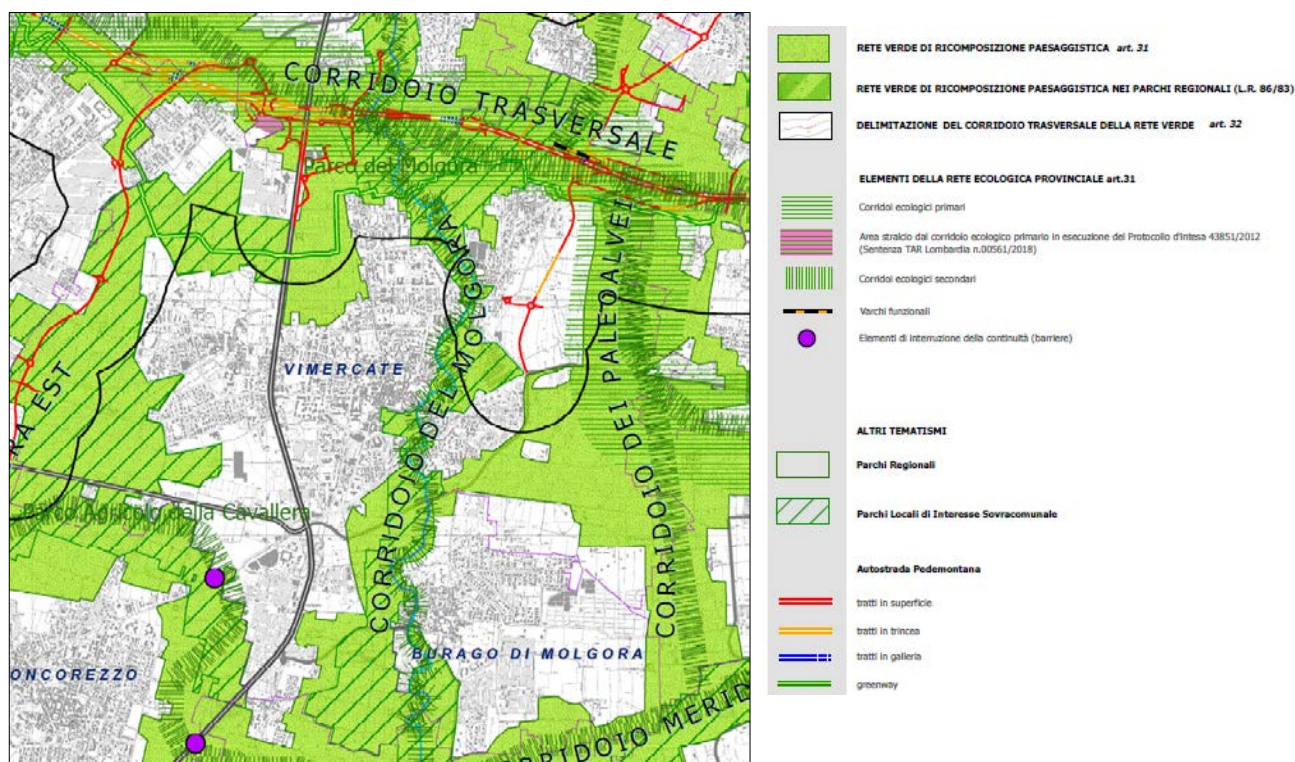 CORRIDOIO TRASVERSALE
Parco del Molgora
CORRIDOIO DEL MOLGORA
CORRIDOIO DEI PALEOALVEI
VIMERCATE
RA EST
Parco Agricolo della Cavallera
BURAGO DI MOLGORA
ONCOREZZO
RRIDOIO MERID
RETE VERDE DI RICOMPOSIZIONE PAESAGGISTICA art. 31
RETE VERDE DI RICOMPOSIZIONE PAESAGGISTICA NEI PARCHI REGIONALI (L.R. 86/83)
DELIMITAZIONE DEL CORRIDOIO TRASVERSALE DELLA RETE VERDE art. 32
ELEMENTI DELLA RETE ECOLOGICA PROVINCIALE art.31
Corridoi ecologici primari
Area stralcio dal corridoio ecologico primario in esecuzione del Protocollo d'Intesa 43851/2012
(Sentenza TAR Lombardia n.00561/2018)
Corridoi ecologici secondari
Varchi funzionali
Elementi di interruzione della continuità (barriere)
ALTRI TEMATISMI
Parchi Regionali
Parchi Locali di Interesse Sovracomunale
Autostrada Pedemontana
tratti in superficie
tratti in trincea
tratti in galleria
greenway